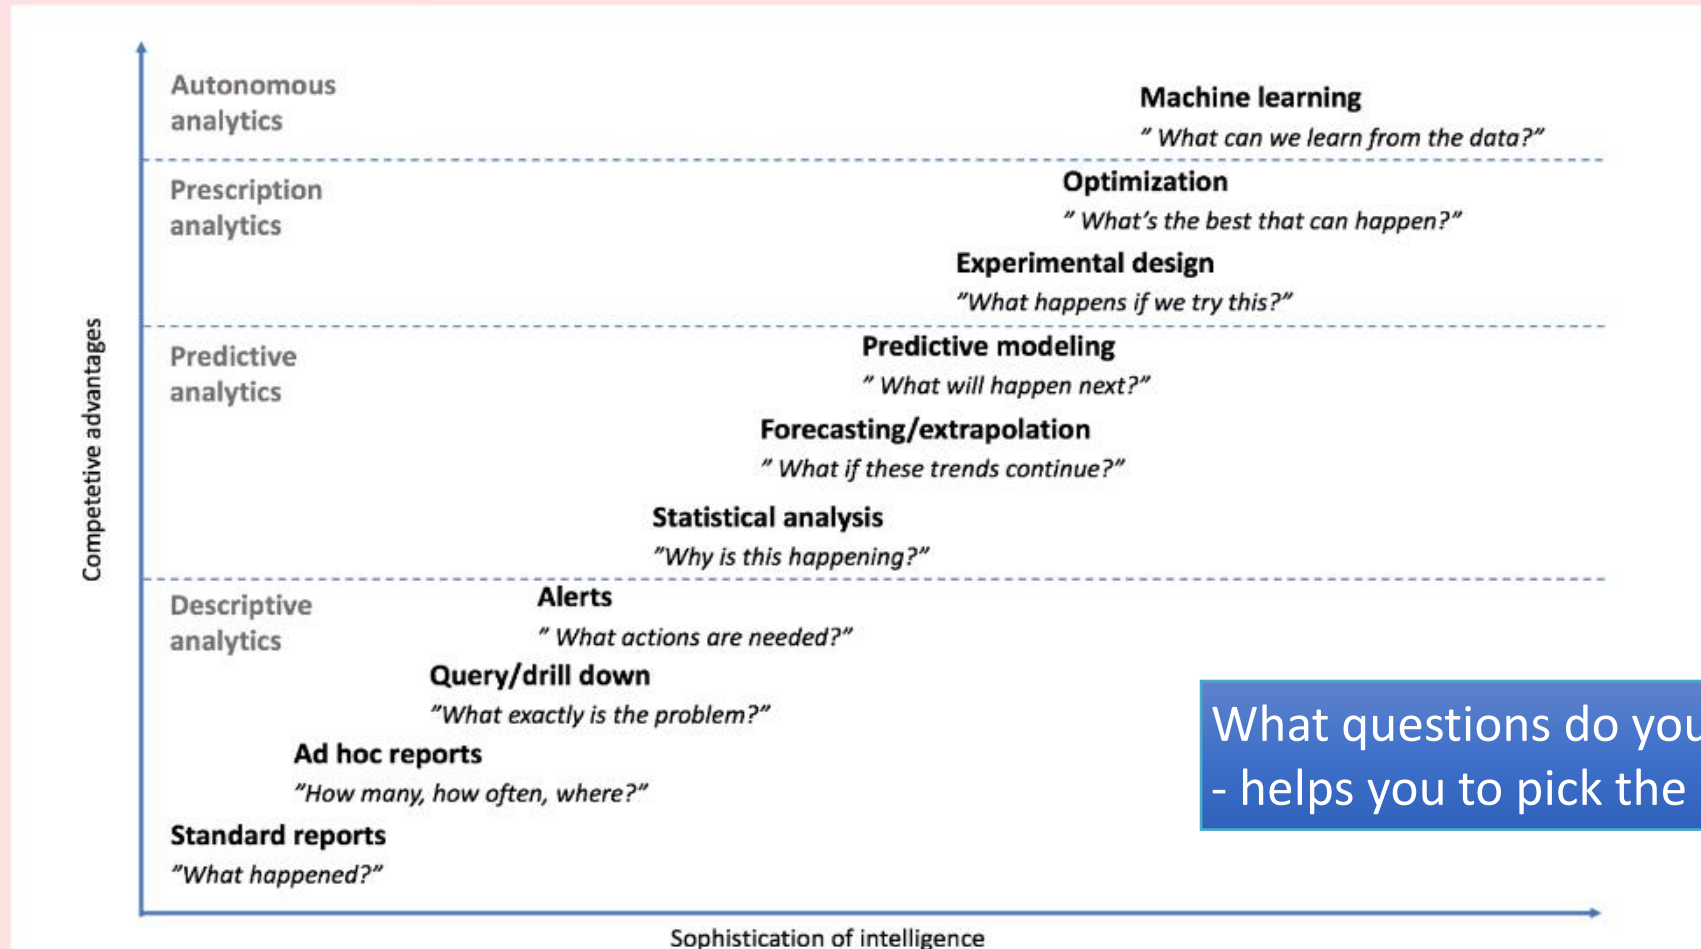 Autonomous
analytics
Machine learning
” What can we learn from the data?”
Prescription
analytics
Optimization
” What’s the best that can happen?”
Experimental design
”What happens if we try this?”
Predictive
analytics
Predictive modeling
” What will happen next?”
Forecasting/extrapolation
” What if these trends continue?”
Statistical analysis
”Why is this happening?”
Competetive advantages
Descriptive
analytics
Alerts
” What actions are needed?”
Query/drill down
”What exactly is the problem?”
Ad hoc reports
”How many, how often, where?”
Standard reports
”What happened?”
What questions do you
- helps you to pick the
Sophistication of intelligence